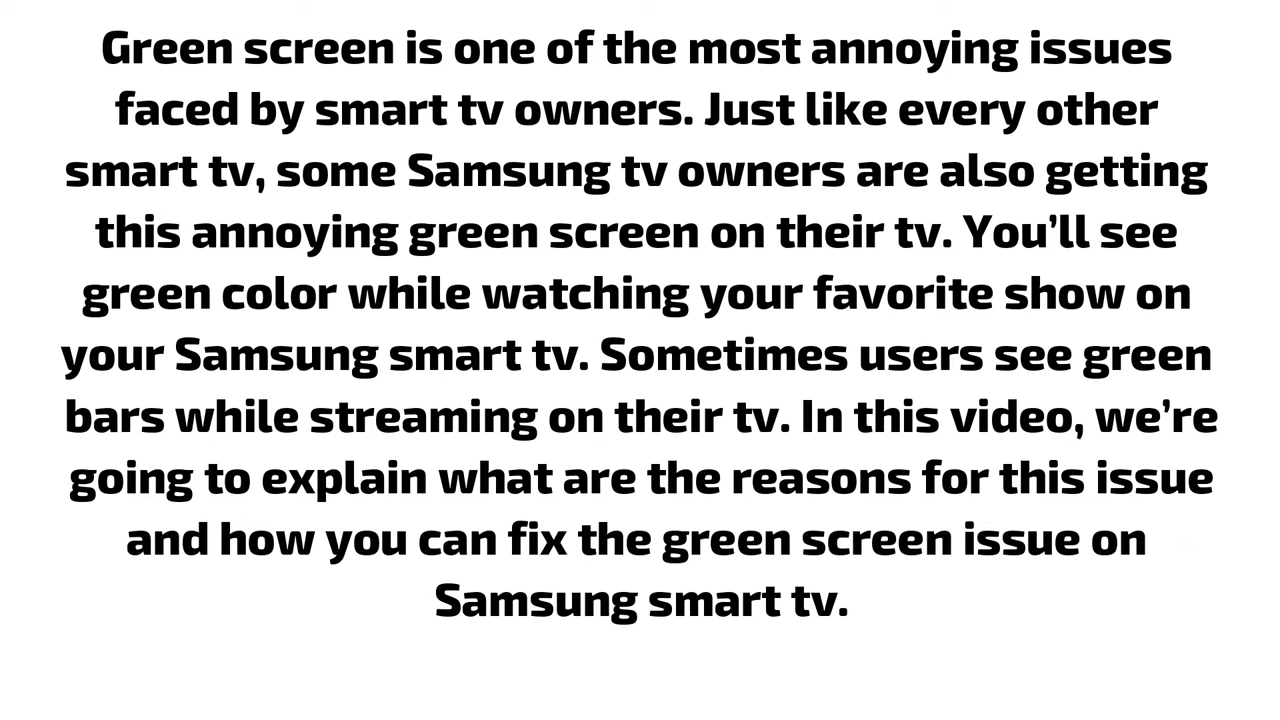 Green screen is one of the most annoying issues
faced by smart tv owners. Just like every other
smart tv, some Samsung tv owners are also getting
this annoying green screen on their tv. You’ll see
green color while watching your favorite show on
your Samsung smart tv. Sometimes users see green
bars while streaming on their tv. In this video, we’re
going to explain what are the reasons for this issue
and how you can fix the green screen issue on
Samsung smart tv.